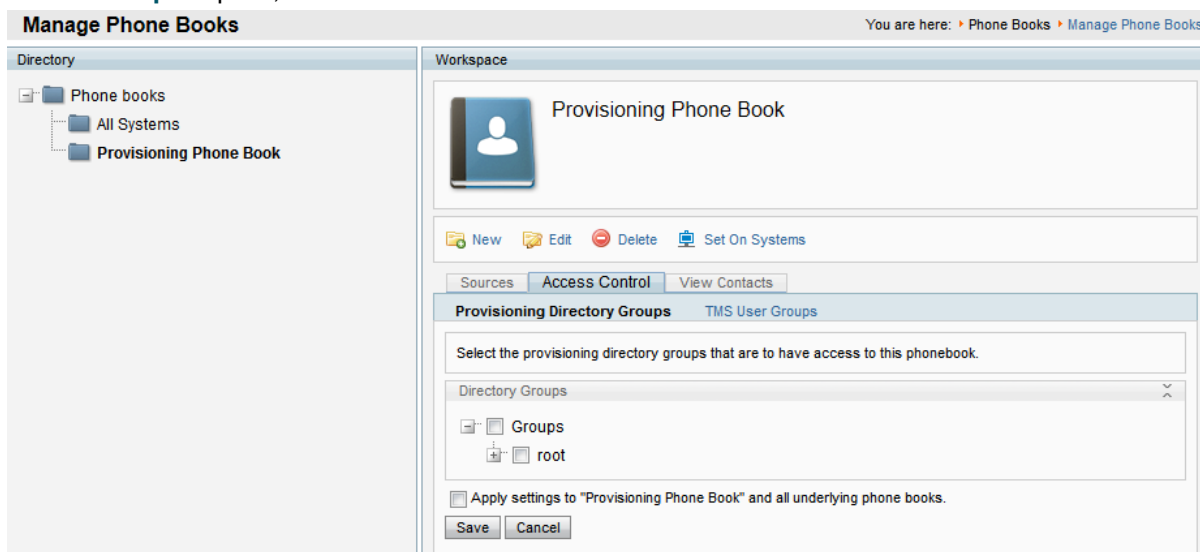 Manage Phone Books
You are here: Phone Books Manage Phone Books
Directory
Phone books
All Systems
Provisioning Phone Book
Workspace
Provisioning Phone Book
New Edit Delete Set On Systems
Sources Access Control View Contacts
Provisioning Directory Groups TMS User Groups
Select the provisioning directory groups that are to have access to this phonebook.
Directory Groups
Groups
root
Apply settings to "Provisioning Phone Book" and all underlying phone books.
Save Cancel